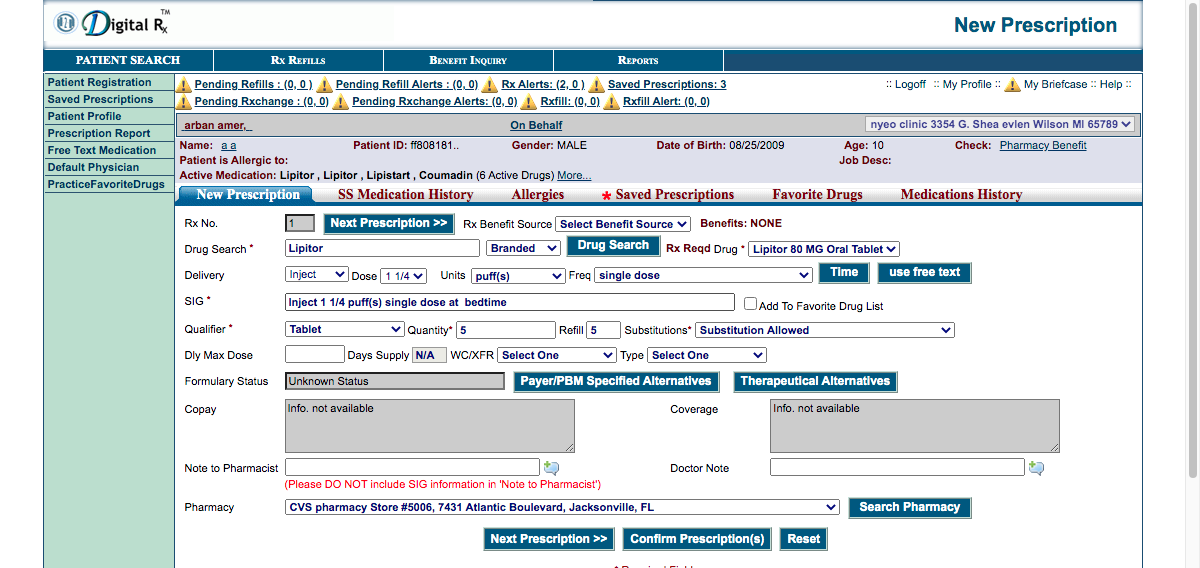 Digital Rx TM
New Prescription
PATIENT SEARCH RX REFILLS BENEFIT INQUIRY REPORTS
Patient Registration
Saved Prescriptions
Patient Profile
Prescription Report
Free Text Medication
Default Physician
PracticeFavoriteDrugs
Pending Refills : (0, 0 ) Pending Refill Alerts : (0, 0) Rx Alerts: (2, 0 ) Saved Prescriptions: 3 :: Logoff :: My Profile :: My Briefcase :: Help ::
Pending Rxchange : (0, 0) Pending Rxchange Alerts: (0, 0) Rxfill: (0, 0) Rxfill Alert: (0, 0)
arban amer, On Behalf nyeo clinic 3354 G. Shea evlen Wilson MI 65789
Name: a a Patient ID: ff808181.. Gender: MALE Date of Birth: 08/25/2009 Age: 10 Check: Pharmacy Benefit
Patient is Allergic to: Job Desc:
Active Medication: Lipitor , Lipitor , Lipistart , Coumadin (6 Active Drugs) More...
New Prescription SS Medication History Allergies * Saved Prescriptions Favorite Drugs Medications History
Rx No. 1 Next Prescription >> Rx Benefit Source Select Benefit Source Benefits: NONE
Drug Search * Lipitor Branded Drug Search Rx Reqd Drug * Lipitor 80 MG Oral Tablet
Delivery Inject Dose 1 1/4 Units puff(s) Freq single dose Time use free text
SIG * Inject 1 1/4 puff(s) single dose at  bedtime Add To Favorite Drug List
Qualifier * Tablet Quantity* 5 Refill 5 Substitutions* Substitution Allowed
Dly Max Dose Days Supply N/A WC/XFR Select One Type Select One
Formulary Status Unknown Status Payer/PBM Specified Alternatives Therapeutical Alternatives
Copay Info. not available Coverage Info. not available
Note to Pharmacist Doctor Note
(Please DO NOT include SIG information in 'Note to Pharmacist')
Pharmacy CVS pharmacy Store #5006, 7431 Atlantic Boulevard, Jacksonville, FL Search Pharmacy
Next Prescription >> Confirm Prescription(s) Reset